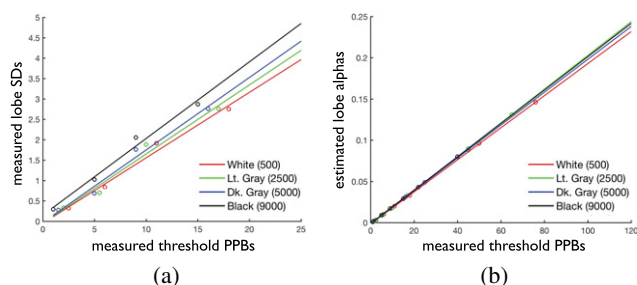 measured lobe SDs
5
4.5
4
3.5
3
2.5
2
1.5
1
0.5
0
0 5 10 15 20 25
White (500)
Lt. Gray (2500)
Dk. Gray (5000)
Black (9000)
measured threshold PPBs
(a)
estimated lobe alphas
0.25
0.2
0.15
0.1
0.05
0
0 20 40 60 80 100 120
White (500)
Lt. Gray (2500)
Dk. Gray (5000)
Black (9000)
measured threshold PPBs
(b)